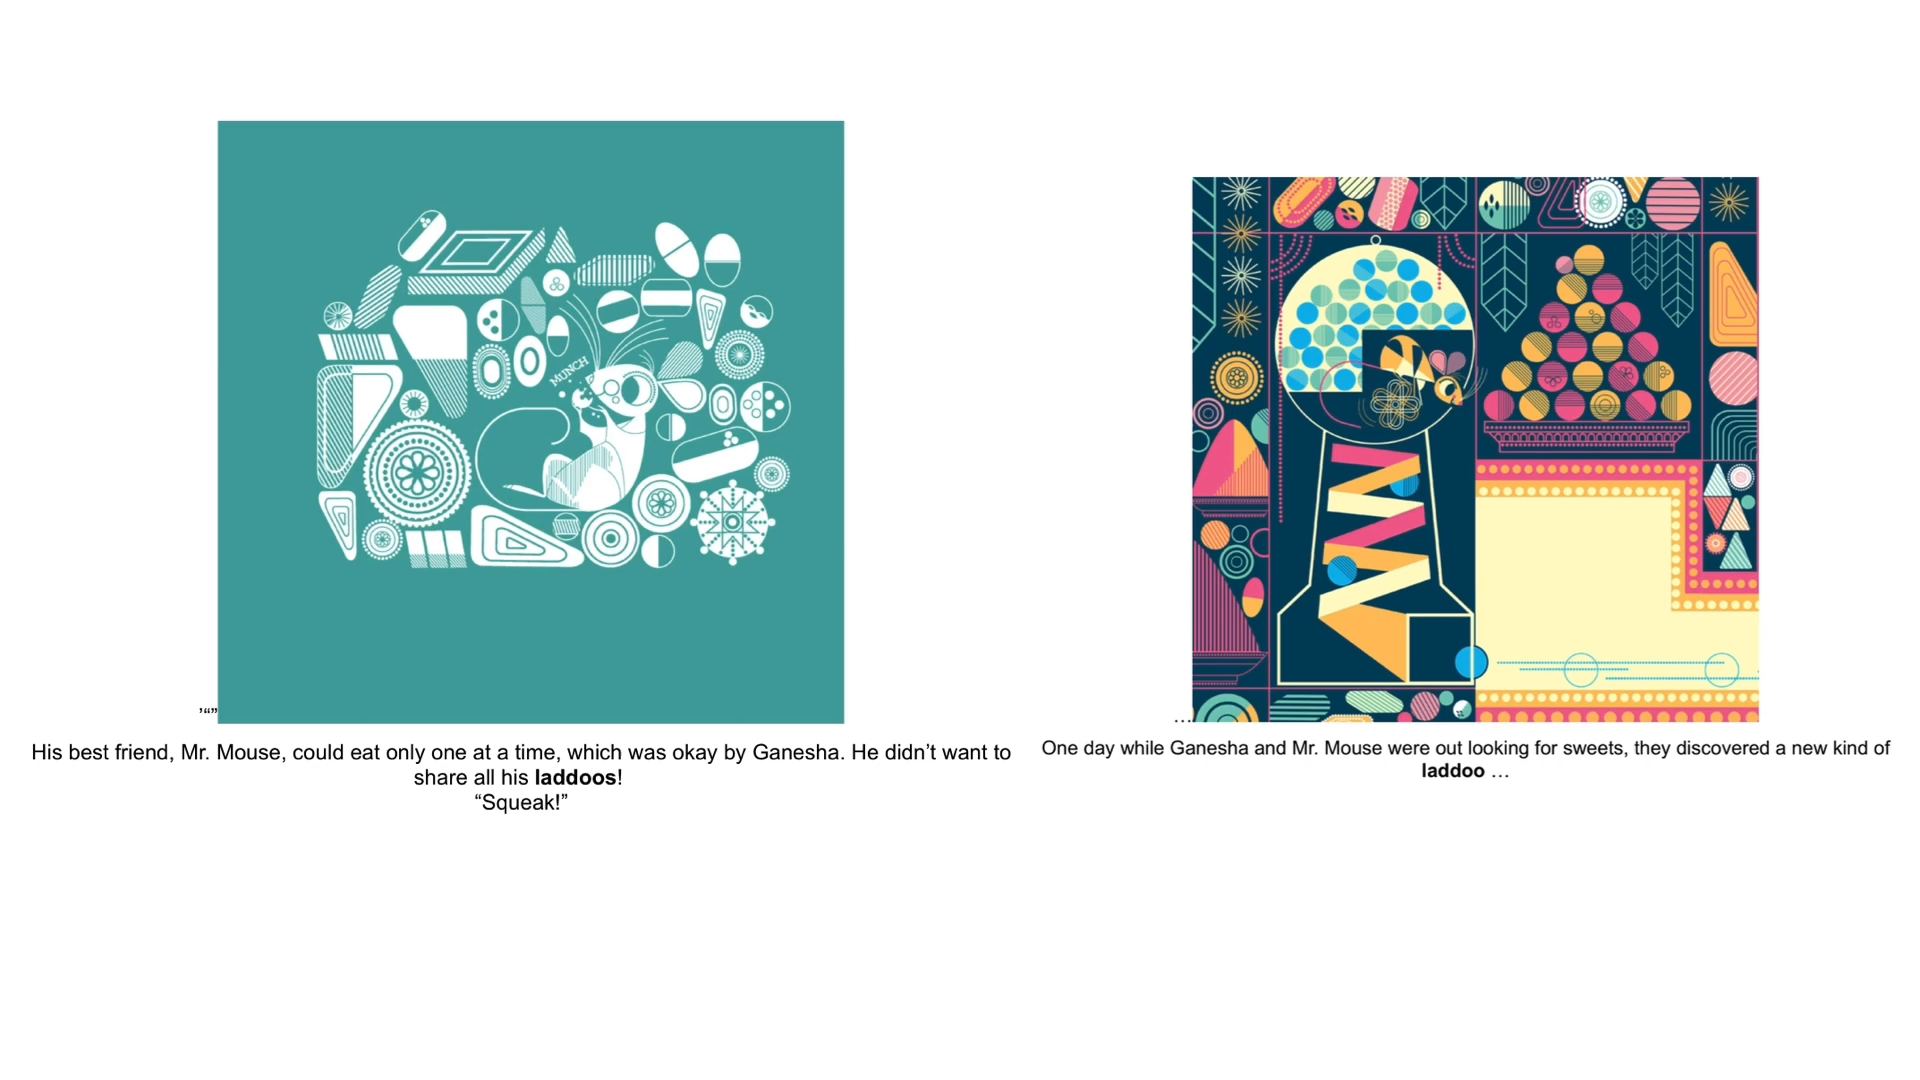 MUNCH
’“”
His best friend, Mr. Mouse, could eat only one at a time, which was okay by Ganesha. He didn’t want to
share all his laddoos!
“Squeak!”
…
One day while Ganesha and Mr. Mouse were out looking for sweets, they discovered a new kind of
laddoo …